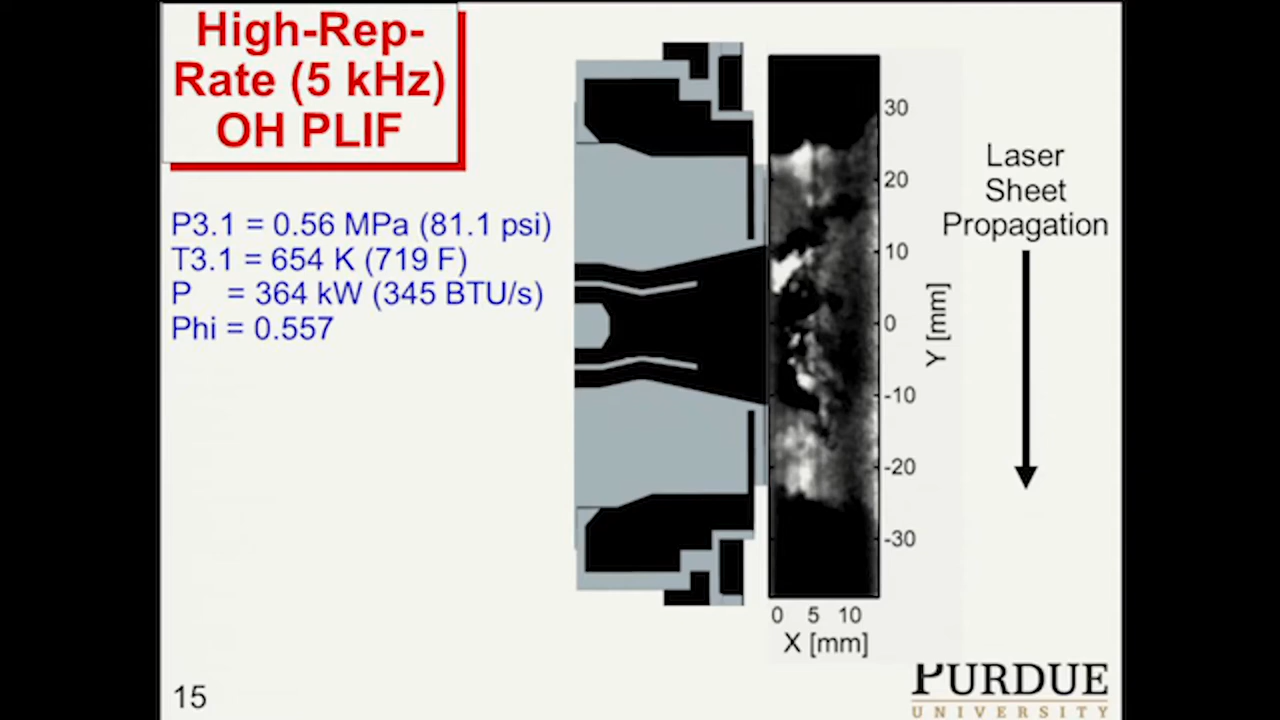 High-Rep-
Rate (5 kHz)
OH PLIF
P3.1 = 0.56 MPa (81.1 psi)
T3.1 = 654 K (719 F)
P = 364 kW (345 BTU/s)
Phi = 0.557
30
20
10
0
-10
-20
-30
Y [mm]
0 5 10
X [mm]
Laser
Sheet
Propagation
15
PURDUE
UNIVERSITY